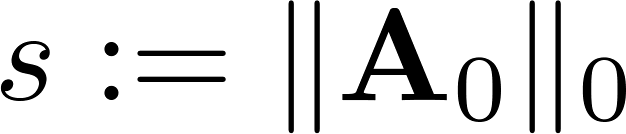 s := ‖𝐀₀‖₀